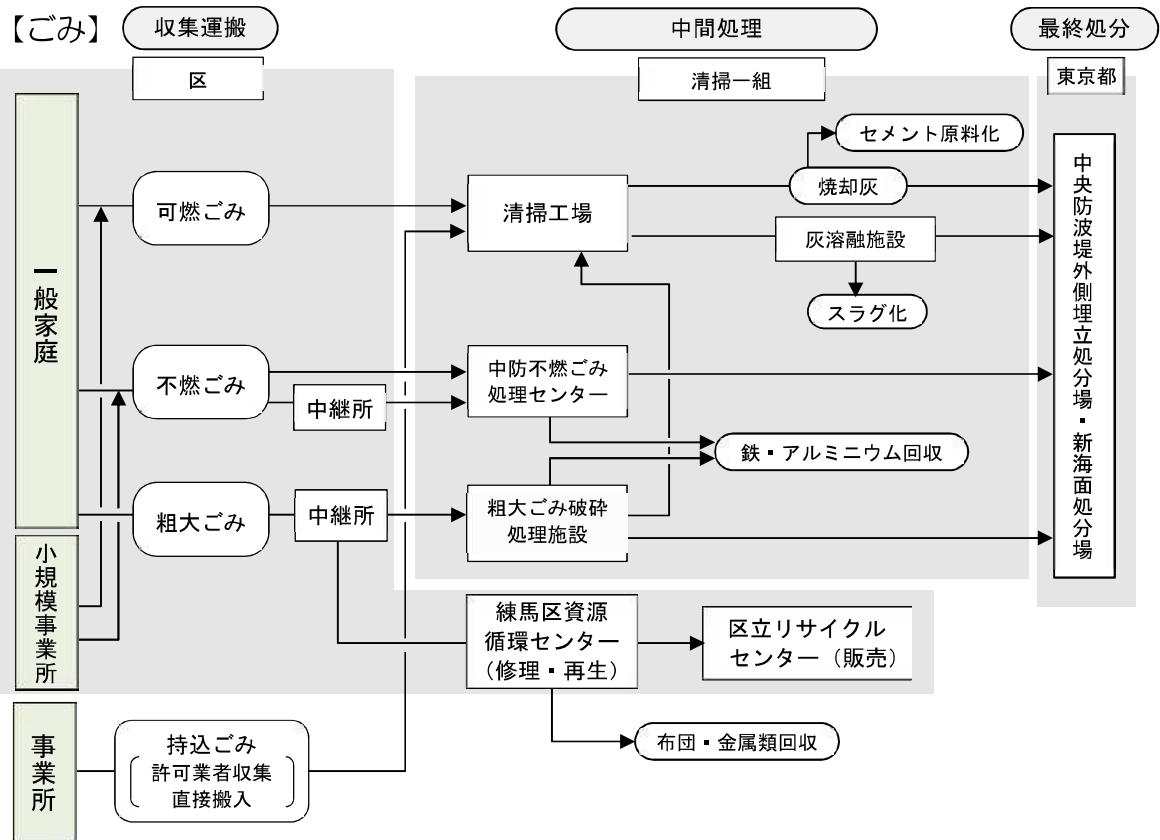 【ごみ】
収集運搬
中間処理
最終処分
区
清掃一組
東京都
一般家庭
小規模事業所
事業所
可燃ごみ
不燃ごみ
粗大ごみ
中継所
中継所
持込ごみ
許可業者収集
直接搬入
清掃工場
中防不燃ごみ
処理センター
粗大ごみ破砕
処理施設
セメント原料化
焼却灰
灰溶融施設
スラグ化
鉄・アルミニウム回収
練馬区資源
循環センター
（修理・再生）
区立リサイクル
センター（販売）
布団・金属類回収
中央防波堤外側埋立処分場・新海面処分場